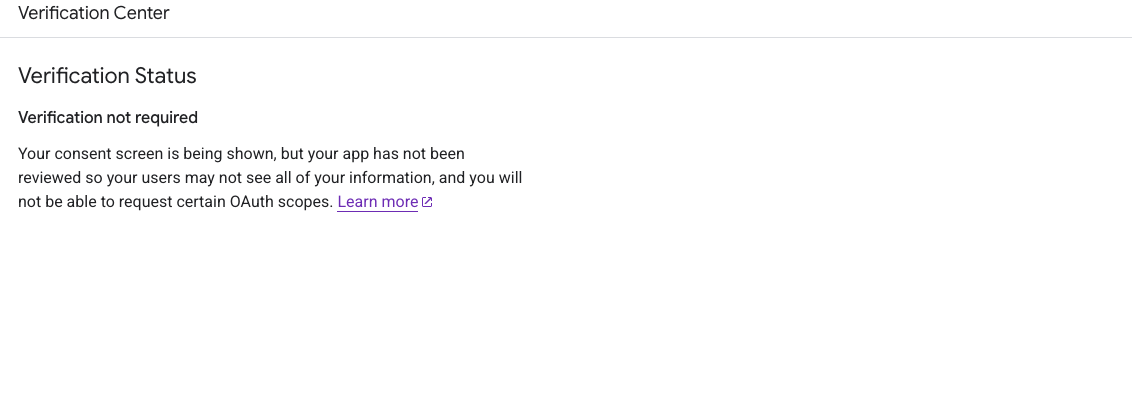 Verification Center
Verification Status
Verification not required
Your consent screen is being shown, but your app has not been
reviewed so your users may not see all of your information, and you will
not be able to request certain OAuth scopes. Learn more